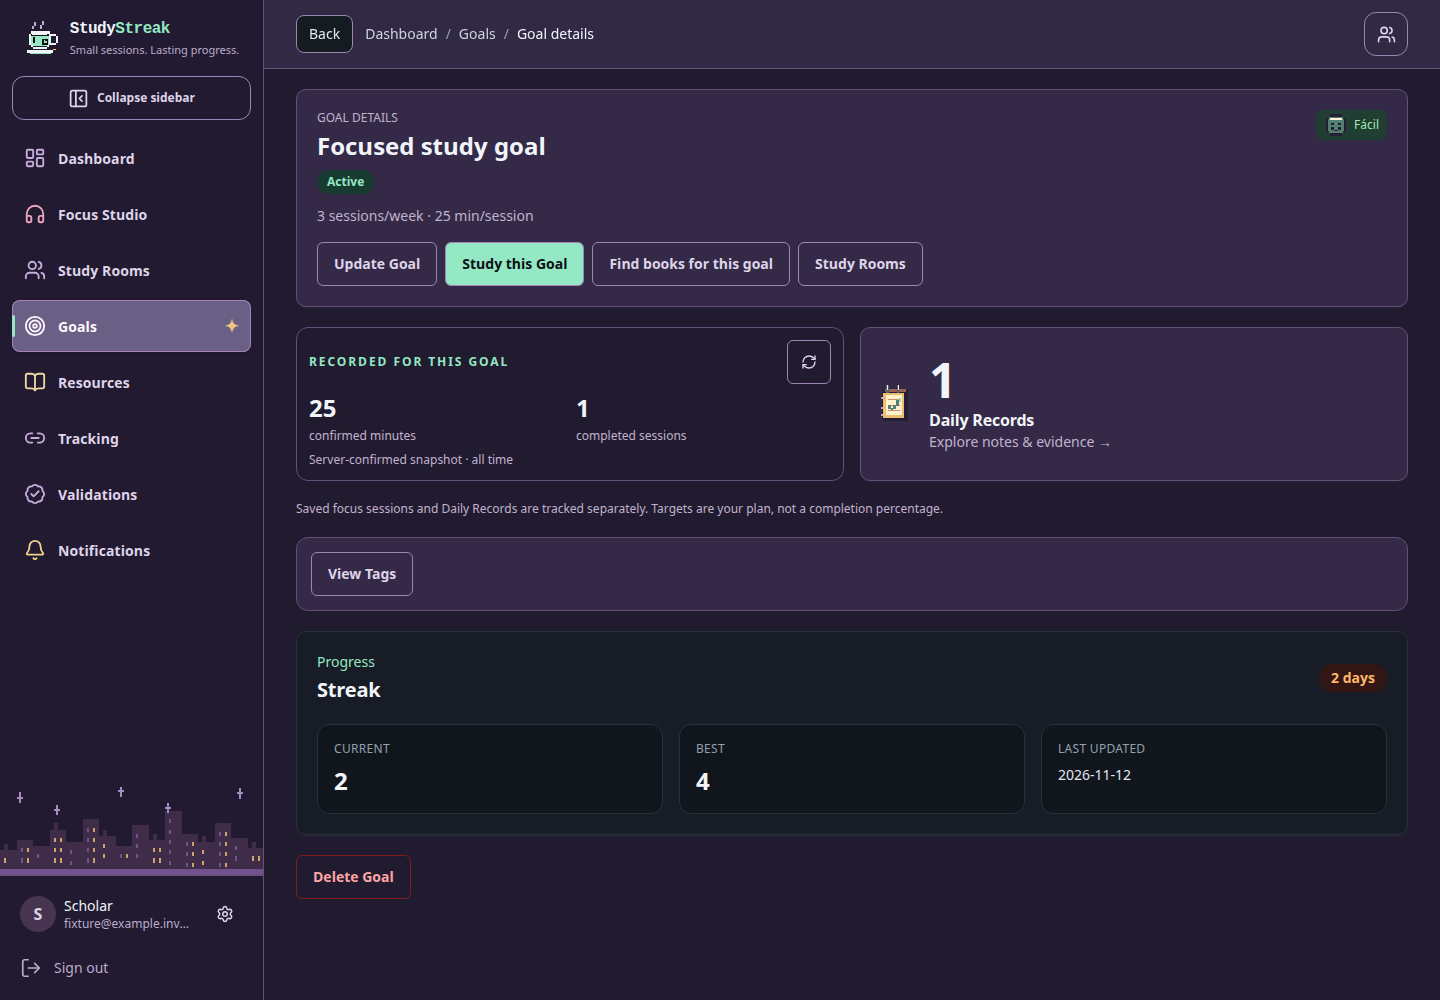 StudyStreak
Small sessions. Lasting progress.
Collapse sidebar
Dashboard
Focus Studio
Study Rooms
Goals
Resources
Tracking
Validations
Notifications
S
Scholar
fixture@example.inv...
Sign out
Back
Dashboard / Goals / Goal details
GOAL DETAILS
Focused study goal
Fácil
Active
3 sessions/week · 25 min/session
Update Goal
Study this Goal
Find books for this goal
Study Rooms
RECORDED FOR THIS GOAL
25
confirmed minutes
1
completed sessions
Server-confirmed snapshot · all time
1
Daily Records
Explore notes & evidence →
Saved focus sessions and Daily Records are tracked separately. Targets are your plan, not a completion percentage.
View Tags
Progress
Streak
2 days
CURRENT
2
BEST
4
LAST UPDATED
2026-11-12
Delete Goal